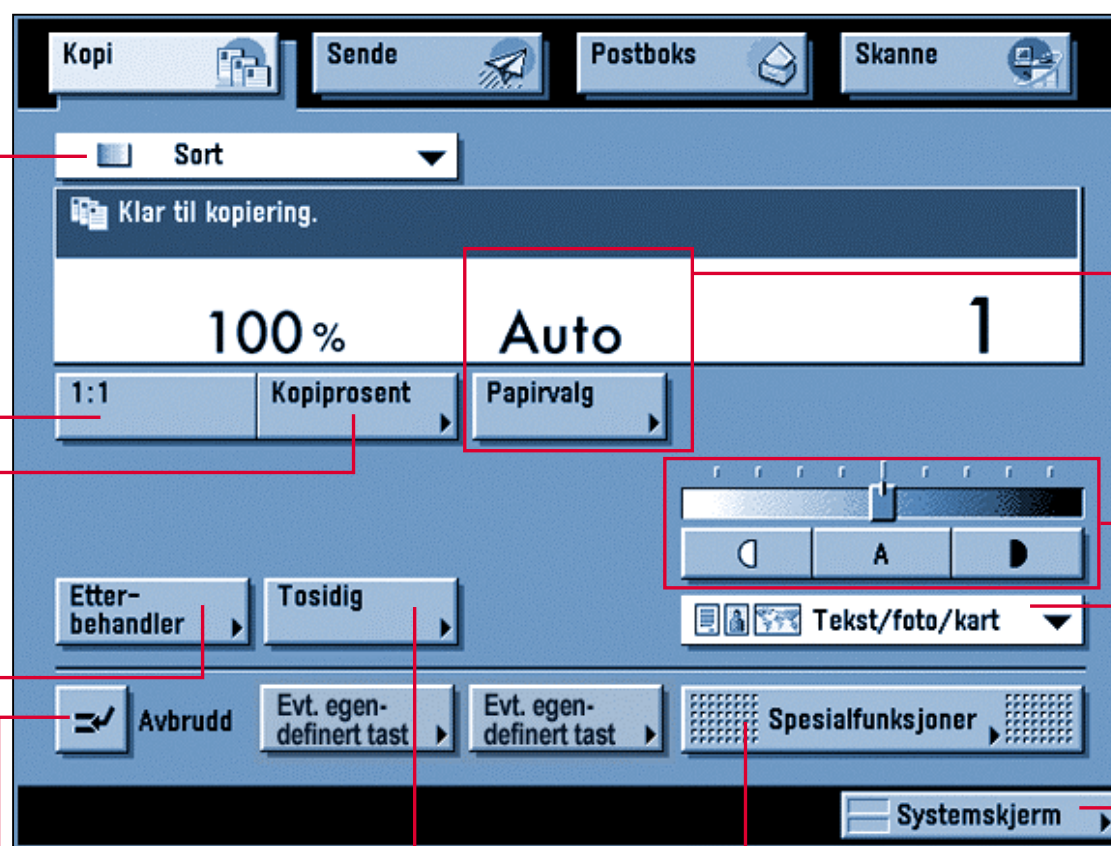 Kopi
Sende
Postboks
Skanne
Sort
Klar til kopiering.
100 %
Auto
1
1:1
Kopiprosent
Papirvalg
A
Etter-
behandler
Tosidig
Tekst/foto/kart
Avbrudd
Evt. egen-
definert tast
Evt. egen-
definert tast
Spesialfunksjoner
Systemskjerm